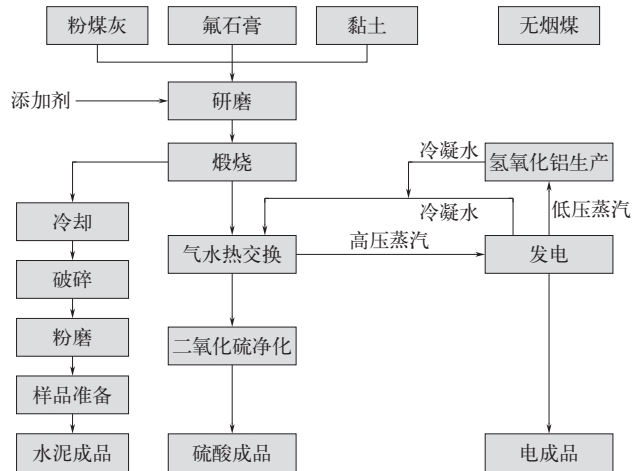 粉煤灰
氟石膏
黏土
无烟煤
添加剂
研磨
煅烧
冷凝水
氢氧化铝生产
冷却
冷凝水
低压蒸汽
气水热交换
高压蒸汽
发电
破碎
粉磨
二氧化硫净化
样品准备
水泥成品
硫酸成品
电成品